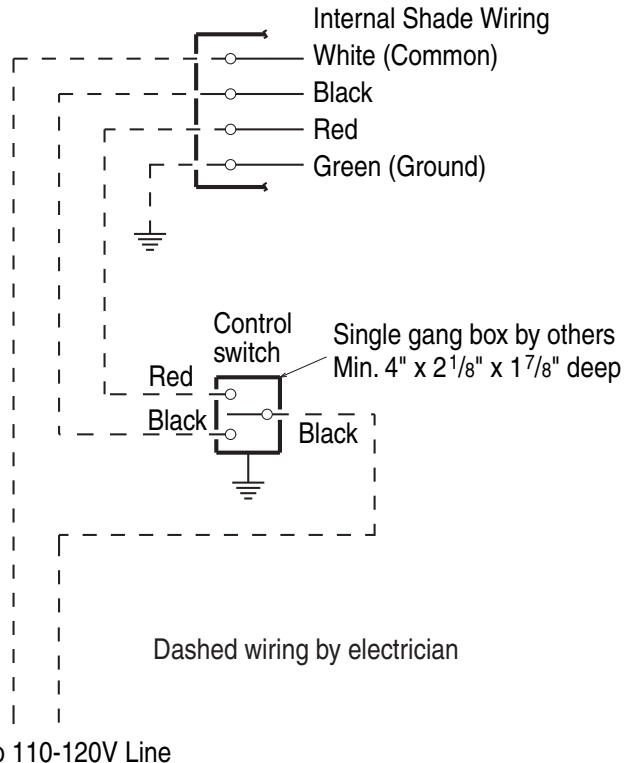 Internal Shade Wiring
White (Common)
Black
Red
Green (Ground)
Control
switch
Single gang box by others
Min. 4" x 2 1/8" x 1 7/8" deep
Red
Black
Black
Dashed wiring by electrician
110-120V Line